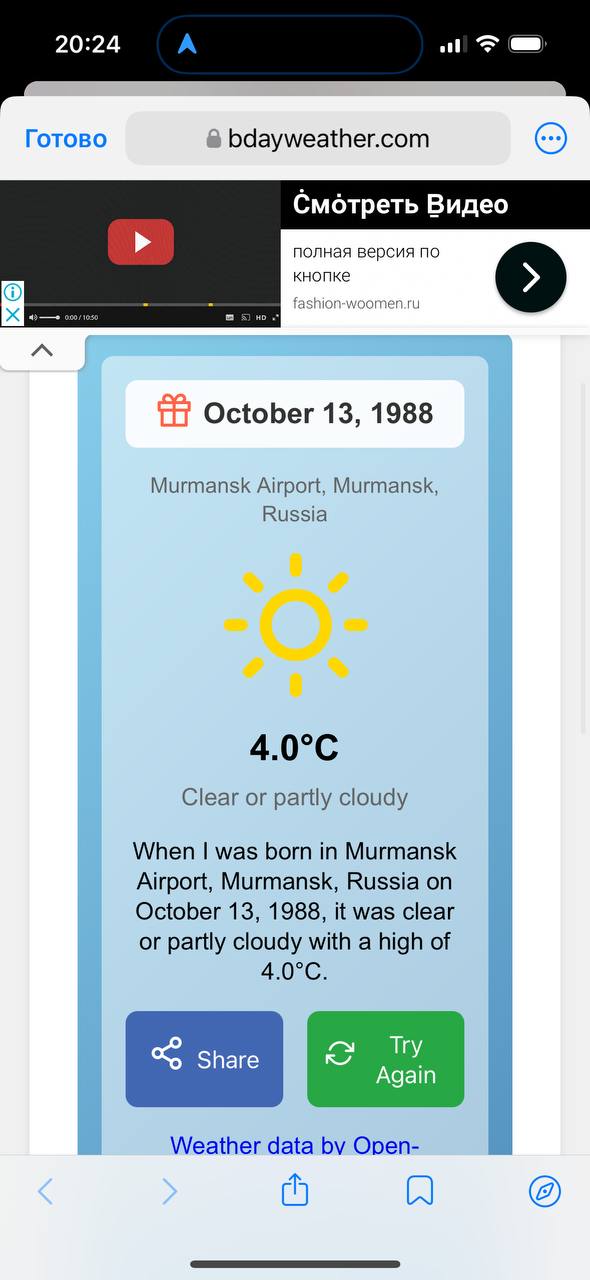 20:24
Готово
bdayweather.com
Смотреть Видео
полная версия по
кнопке
fashion-woomen.ru
0:00 / 10:50
HD
October 13, 1988
Murmansk Airport, Murmansk,
Russia
4.0°C
Clear or partly cloudy
When I was born in Murmansk
Airport, Murmansk, Russia on
October 13, 1988, it was clear
or partly cloudy with a high of
4.0°C.
Share
Try
Again
Weather data by Open-